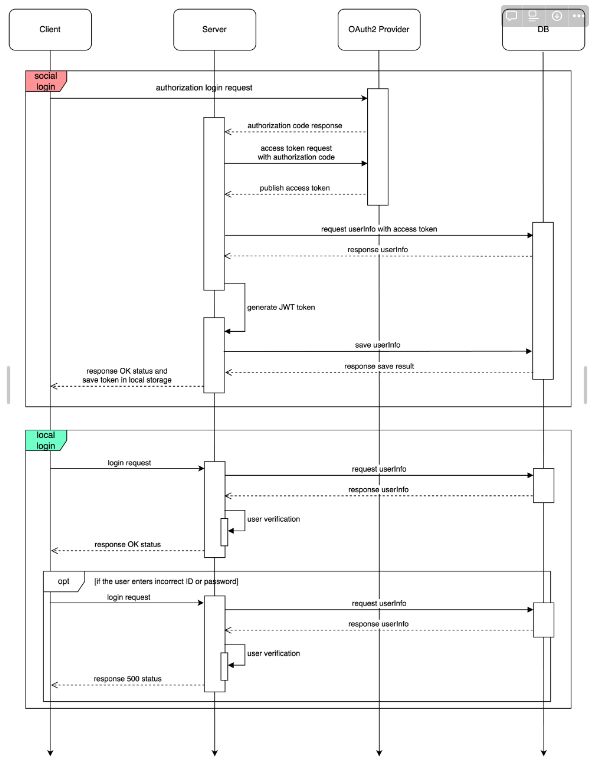 Client
Server
OAuth2 Provider
DB
social
login
authorization login request
authorization code response
access token request
with authorization code
publish access token
request userInfo with access token
response userInfo
generate JWT token
save userInfo
response save result
response OK status and
save token in local storage
local
login
login request
request userInfo
response userInfo
user verification
response OK status
opt
[if the user enters incorrect ID or password]
login request
request userInfo
response userInfo
user verification
response 500 status